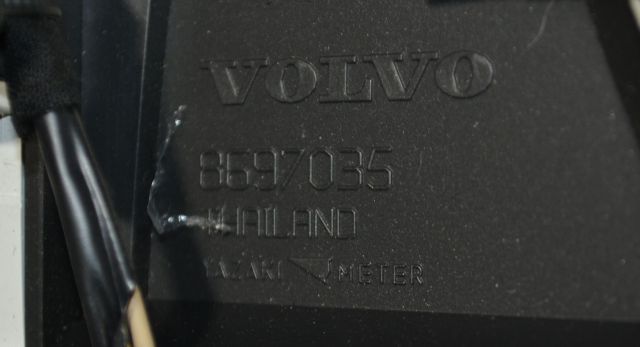 VOLVO
8697035
THAILAND
YAZAKI METER